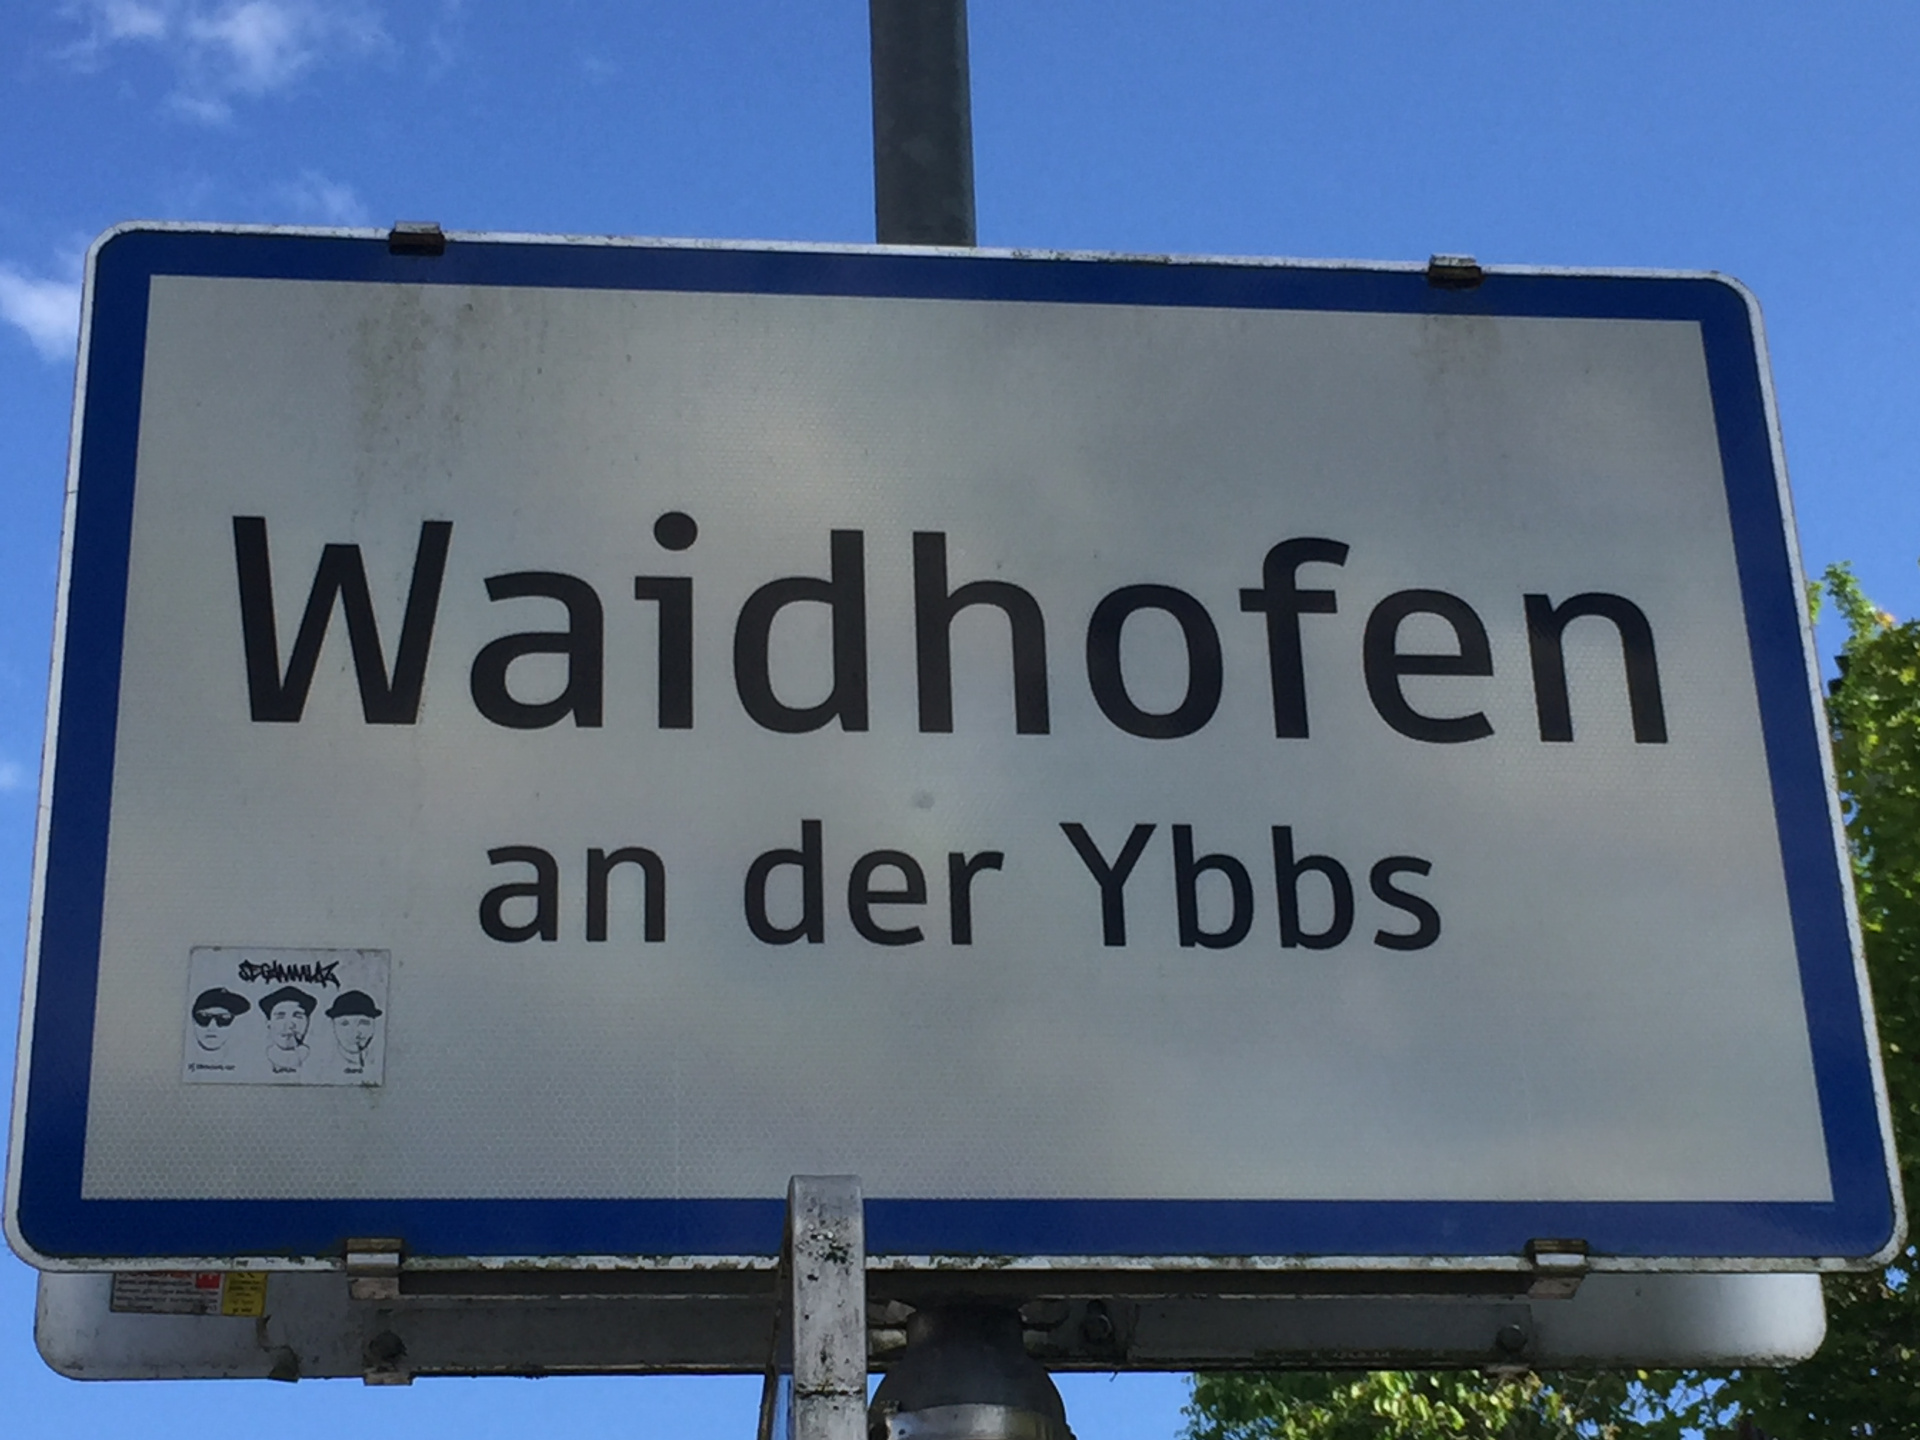 Waidhofen
an der Ybbs